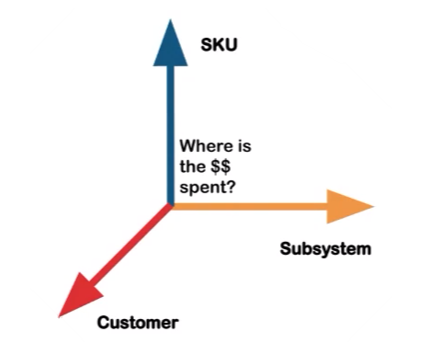 SKU
Where is
the $$
spent?
Subsystem
Customer